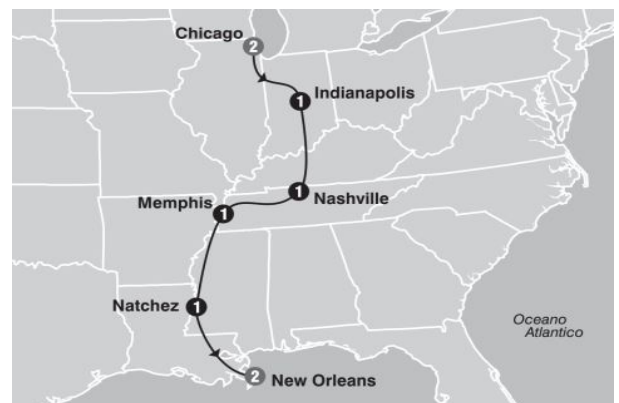 Chicago
2
Indianapolis
1
Nashville
1
Memphis
1
Natchez
1
Oceano
Atlantico
2
New Orleans